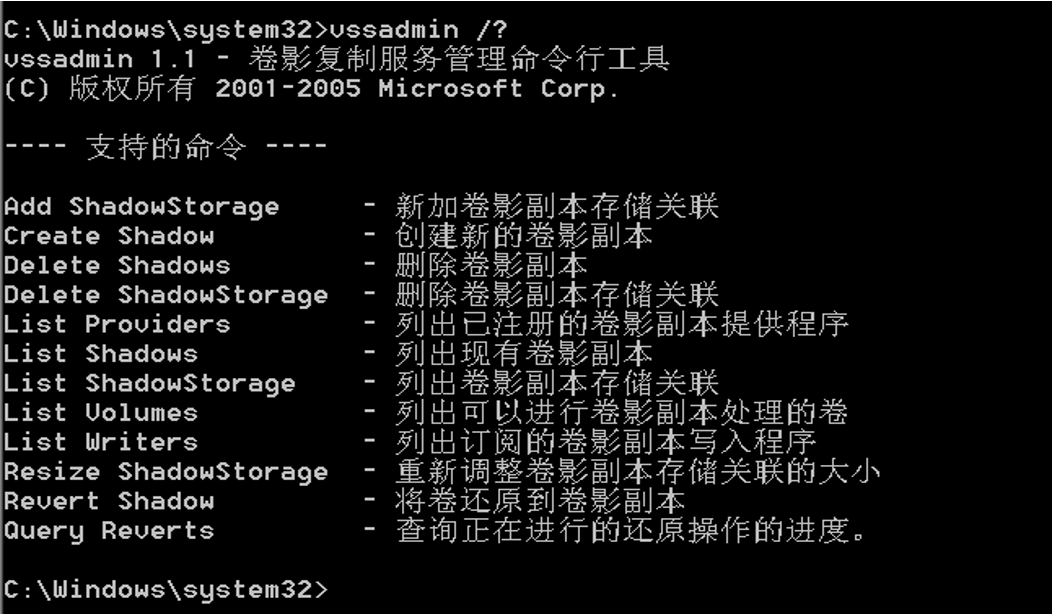 C:\Windows\system32>vssadmin /?
vssadmin 1.1 - 卷影复制服务管理命令行工具
(C) 版权所有 2001-2005 Microsoft Corp.
---- 支持的命令 ----
Add ShadowStorage - 新加卷影副本存储关联
Create Shadow - 创建新的卷影副本
Delete Shadows - 删除卷影副本
Delete ShadowStorage - 删除卷影副本存储关联
List Providers - 列出已注册的卷影副本提供程序
List Shadows - 列出现有卷影副本
List ShadowStorage - 列出卷影副本存储关联
List Volumes - 列出可以进行卷影副本处理的卷
List Writers - 列出订阅的卷影副本写入程序
Resize ShadowStorage - 重新调整卷影副本存储关联的大小
Revert Shadow - 将卷还原到卷影副本
Query Reverts - 查询正在进行的还原操作的进度。
C:\Windows\system32>